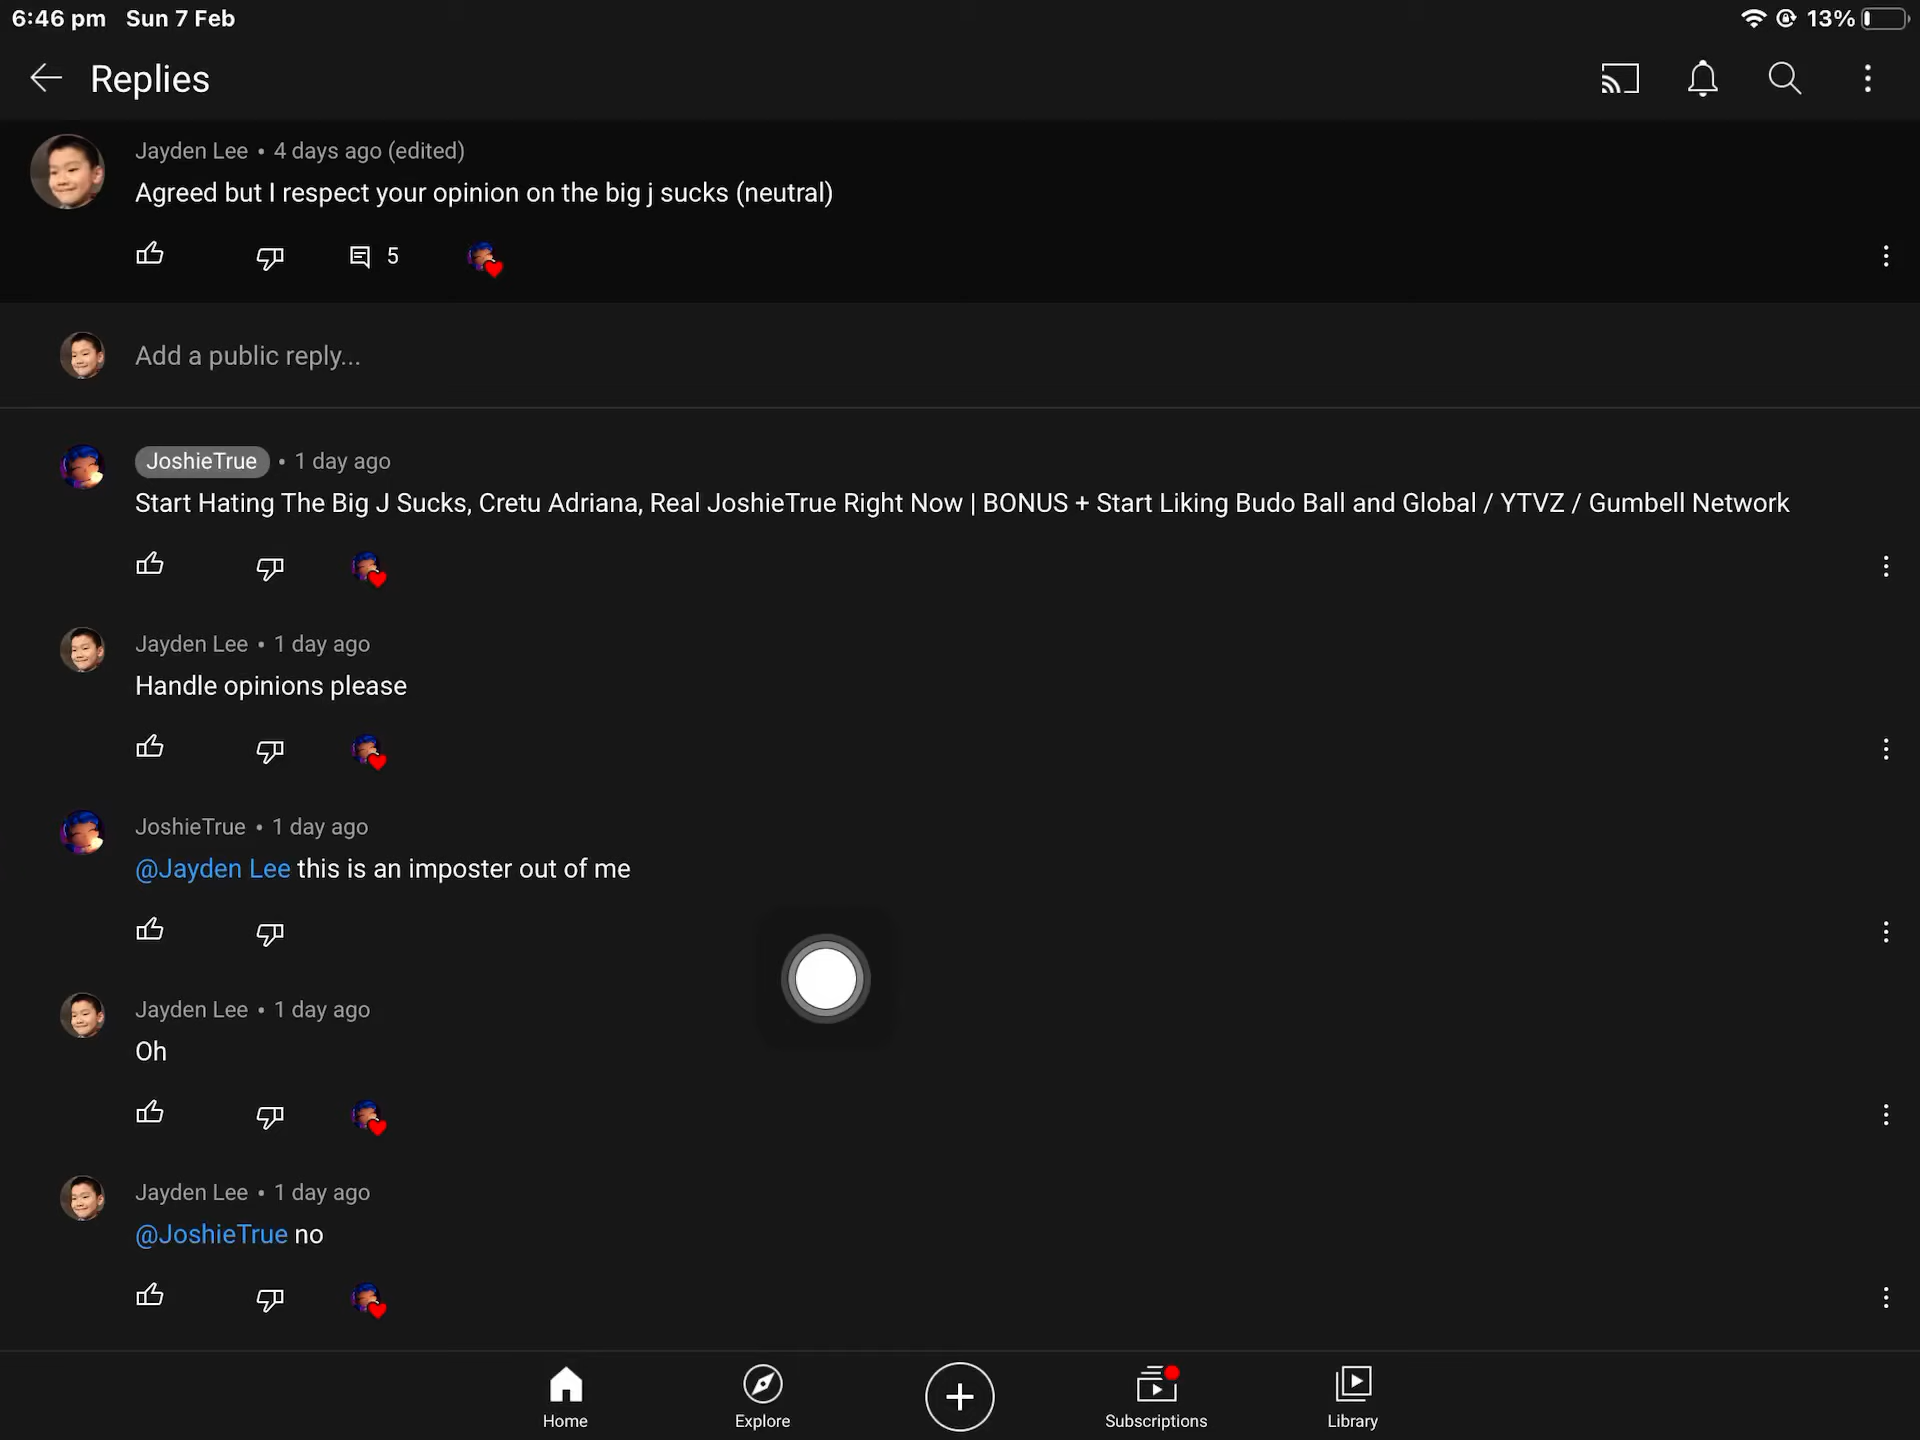 6:46 pm Sun 7 Feb 13%
Replies
Jayden Lee • 4 days ago (edited)
Agreed but I respect your opinion on the big j sucks (neutral)
5
Add a public reply...
JoshieTrue • 1 day ago
Start Hating The Big J Sucks, Cretu Adriana, Real JoshieTrue Right Now | BONUS + Start Liking Budo Ball and Global / YTVZ / Gumbell Network
Jayden Lee • 1 day ago
Handle opinions please
JoshieTrue • 1 day ago
@Jayden Lee this is an imposter out of me
Jayden Lee • 1 day ago
Oh
Jayden Lee • 1 day ago
@JoshieTrue no
Home Explore Subscriptions Library